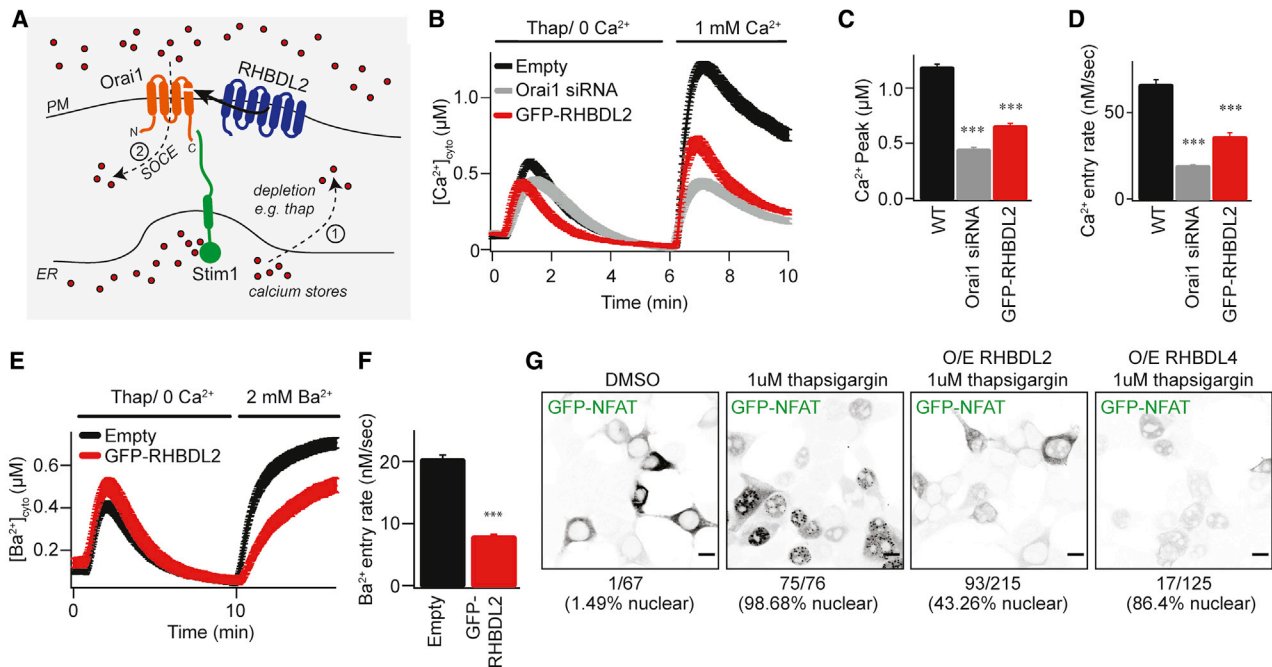 A
Orai1
RHBDL2
PM
N
C
2
SOCE
depletion
e.g. thap
1
ER
Stim1
calcium stores
B
Thap/ 0 Ca²⁺
1 mM Ca²⁺
Empty
Orai1 siRNA
GFP-RHBDL2
[Ca²⁺]cyto (µM)
1.0
0.5
0
0
2
4
6
8
10
Time (min)
C
Ca²⁺ Peak (µM)
1.0
0.5
1.0
***
***
WT
Orai1 siRNA
GFP-RHBDL2
D
Ca²⁺ entry rate (nM/sec)
50
0
***
***
WT
Orai1 siRNA
GFP-RHBDL2
E
Thap/ 0 Ca²⁺
2 mM Ba²⁺
Empty
GFP-RHBDL2
[Ba²⁺]cyto (µM)
0.6
0.4
0.2
0
10
Time (min)
F
Ba²⁺ entry rate (nM/sec)
20
10
0
***
Empty
GFP-
RHBDL2
G
DMSO
1uM thapsigargin
O/E RHBDL2
1uM thapsigargin
O/E RHBDL4
1uM thapsigargin
GFP-NFAT
GFP-NFAT
GFP-NFAT
GFP-NFAT
1/67
(1.49% nuclear)
75/76
(98.68% nuclear)
93/215
(43.26% nuclear)
17/125
(86.4% nuclear)